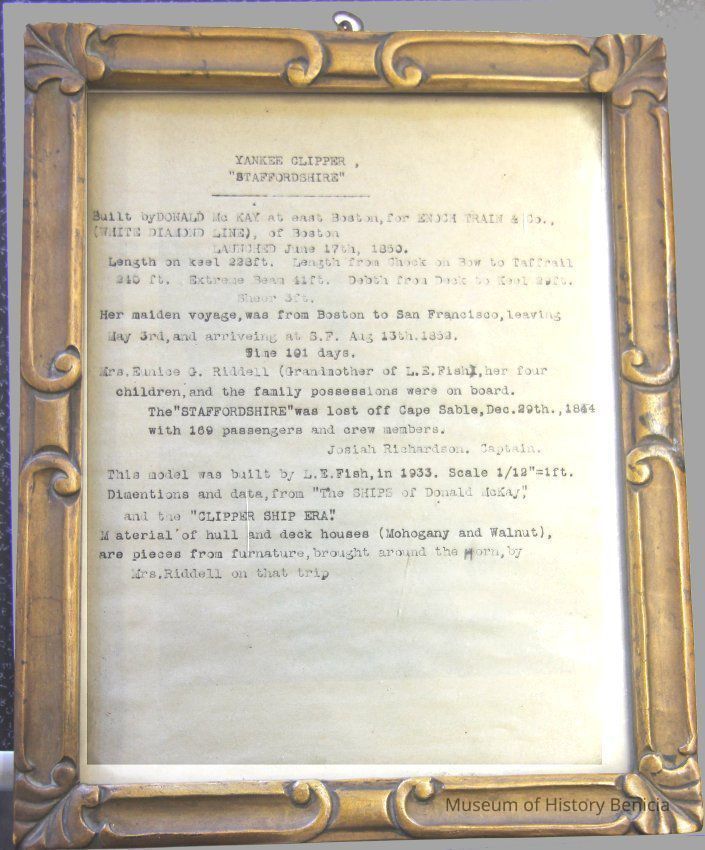 YANKEE CLIPPER ,
"STAFFORDSHIRE"
Built byDONALD Mc KAY at east Boston,for ENOCH TRAIN & Co.,
(WHITE DIAMOND LINE), of Boston
LAUNCHED June 17th, 1850.
Length on keel 228ft. Length from Chock on Bow to Taffrail
240 ft. Extreme Beam 41ft. Debth from Deck to Keel 29ft.
Sheer 3ft.
Her maiden voyage,was from Boston to San Francisco,leaving
May 3rd,and arriveing at S.F. Aug 13th.1852.
Time 101 days.
Mrs.Eunice G. Riddell (Grandmother of L.E.Fish),her four
children,and the family possessions were on board.
The"STAFFORDSHIRE"was lost off Cape Sable,Dec.29th.,1844
with 169 passengers and crew members.
Josiah Richardson. Captain.
This model was built by L.E.Fish,in 1933. Scale 1/12"=1ft.
Dimentions and data,from "The SHIPS of Donald McKay",
and the "CLIPPER SHIP ERA".
M aterial of hull and deck houses (Mohogany and Walnut),
are pieces from furnature,brought around the Horn,by
Mrs.Riddell on that trip
Museum of History Benicia